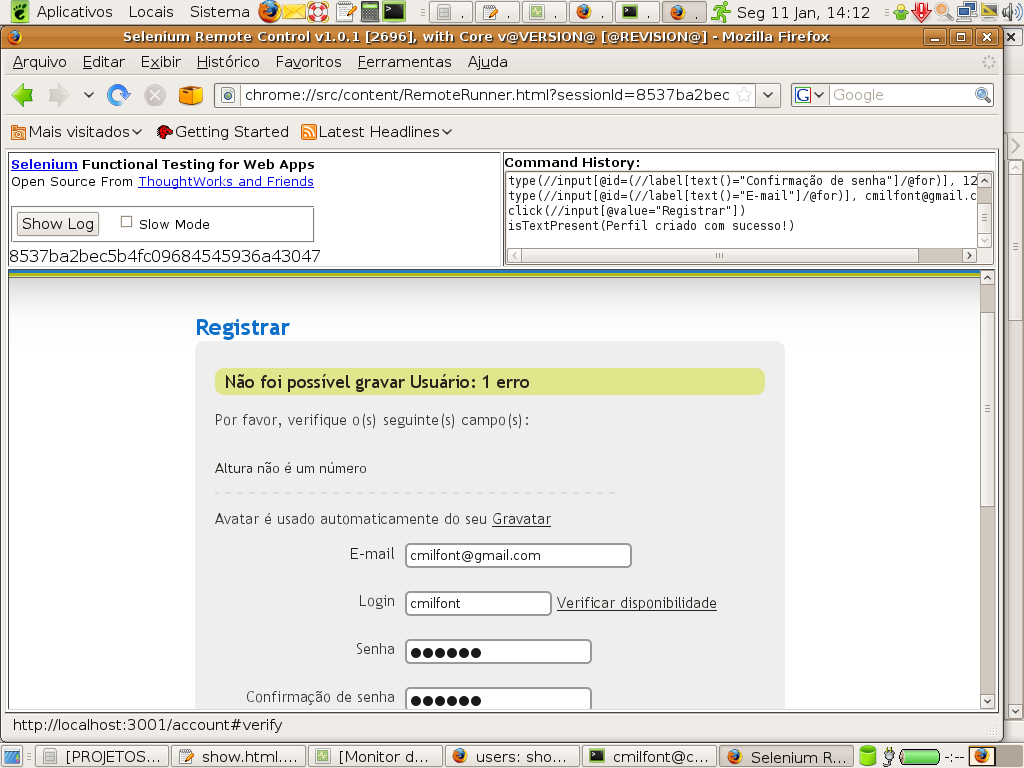 Aplicativos Locais Sistema
Seg 11 Jan, 14:12
Selenium Remote Control v1.0.1 [2696], with Core v@VERSION@ [@REVISION@] - Mozilla Firefox
Arquivo Editar Exibir Histórico Favoritos Ferramentas Ajuda
chrome://src/content/RemoteRunner.html?sessionId=8537ba2bec
Google
Mais visitados Getting Started Latest Headlines
Selenium Functional Testing for Web Apps
Open Source From ThoughtWorks and Friends
Show Log Slow Mode
8537ba2bec5b4fc09684545936a43047
Command History:
type(//input[@id=(//label[text()="Confirmação de senha"]/@for)], 12
type(//input[@id=(//label[text()="E-mail"]/@for)], cmilfont@gmail.c
click(//input[@value="Registrar"])
isTextPresent(Perfil criado com sucesso!)
Registrar
Não foi possível gravar Usuário: 1 erro
Por favor, verifique o(s) seguinte(s) campo(s):
Altura não é um número
Avatar é usado automaticamente do seu Gravatar
E-mail cmilfont@gmail.com
Login cmilfont Verificar disponibilidade
Senha ●●●●●●
Confirmação de senha ●●●●●●
http://localhost:3001/account#verify
[PROJETOS... show.html... [Monitor d... users: sho... cmilfont@c... Selenium R... -:--